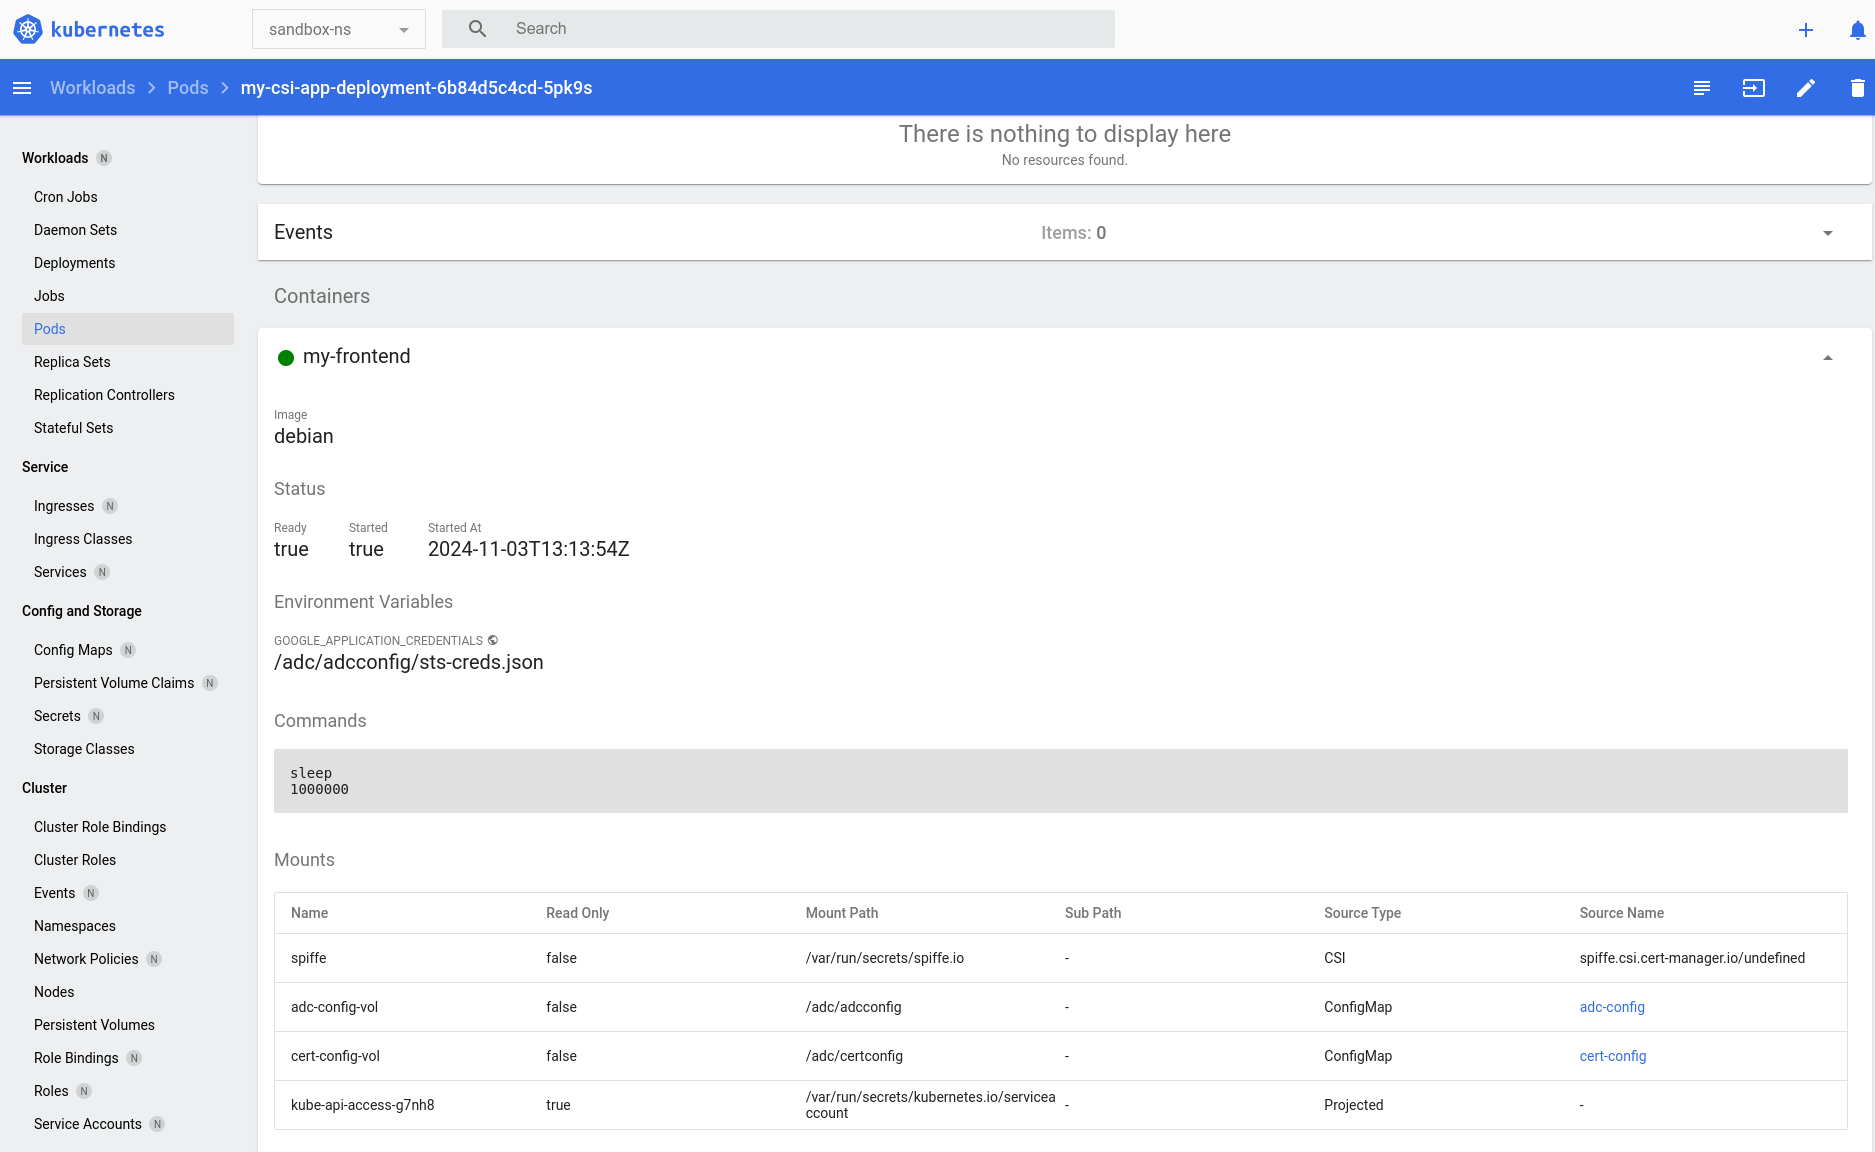 kubernetes
sandbox-ns
Search
Workloads
Pods
my-csi-app-deployment-6b84d5c4cd-5pk9s
Workloads N
Cron Jobs
Daemon Sets
Deployments
Jobs
Pods
Replica Sets
Replication Controllers
Stateful Sets
Service
Ingresses N
Ingress Classes
Services N
Config and Storage
Config Maps N
Persistent Volume Claims N
Secrets N
Storage Classes
Cluster
Cluster Role Bindings
Cluster Roles
Events N
Namespaces
Network Policies N
Nodes
Persistent Volumes
Role Bindings N
Roles N
Service Accounts N
There is nothing to display here
No resources found.
Events Items: 0
Containers
my-frontend
Image
debian
Status
Ready Started Started At
true true 2024-11-03T13:13:54Z
Environment Variables
GOOGLE_APPLICATION_CREDENTIALS
/adc/adcconfig/sts-creds.json
Commands
sleep
1000000
Mounts
Name Read Only Mount Path Sub Path Source Type Source Name
spiffe false /var/run/secrets/spiffe.io - CSI spiffe.csi.cert-manager.io/undefined
adc-config-vol false /adc/adcconfig - ConfigMap adc-config
cert-config-vol false /adc/certconfig - ConfigMap cert-config
kube-api-access-g7nh8 true /var/run/secrets/kubernetes.io/servicea - Projected -
ccount